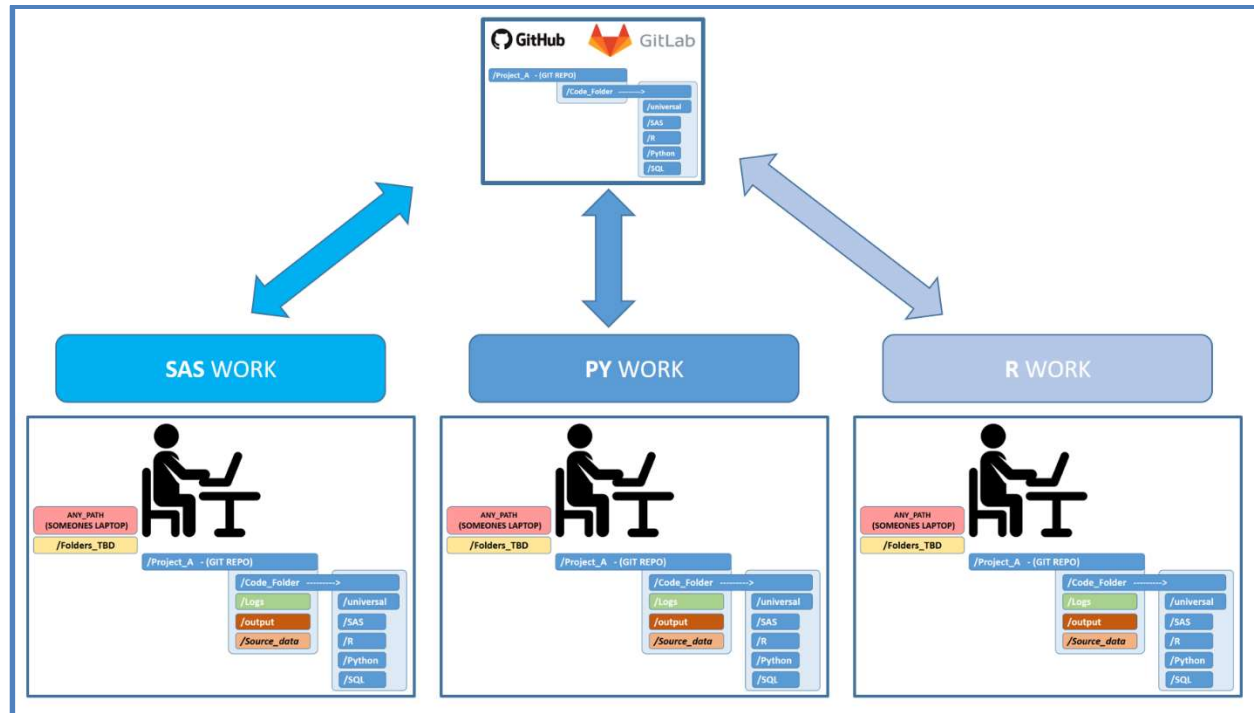 GitHub GitLab
/Project_A - (GIT REPO)
/Code_Folder --------->
/universal
/SAS
/R
/Python
/SQL
SAS WORK
PY WORK
R WORK
ANY_PATH
(SOMEONES LAPTOP)
/Folders_TBD
/Project_A - (GIT REPO)
/Code_Folder --------->
/Logs
/output
/Source_data
/universal
/SAS
/R
/Python
/SQL
ANY_PATH
(SOMEONES LAPTOP)
/Folders_TBD
/Project_A - (GIT REPO)
/Code_Folder --------->
/Logs
/output
/Source_data
/universal
/SAS
/R
/Python
/SQL
ANY_PATH
(SOMEONES LAPTOP)
/Folders_TBD
/Project_A - (GIT REPO)
/Code_Folder --------->
/Logs
/output
/Source_data
/universal
/SAS
/R
/Python
/SQL